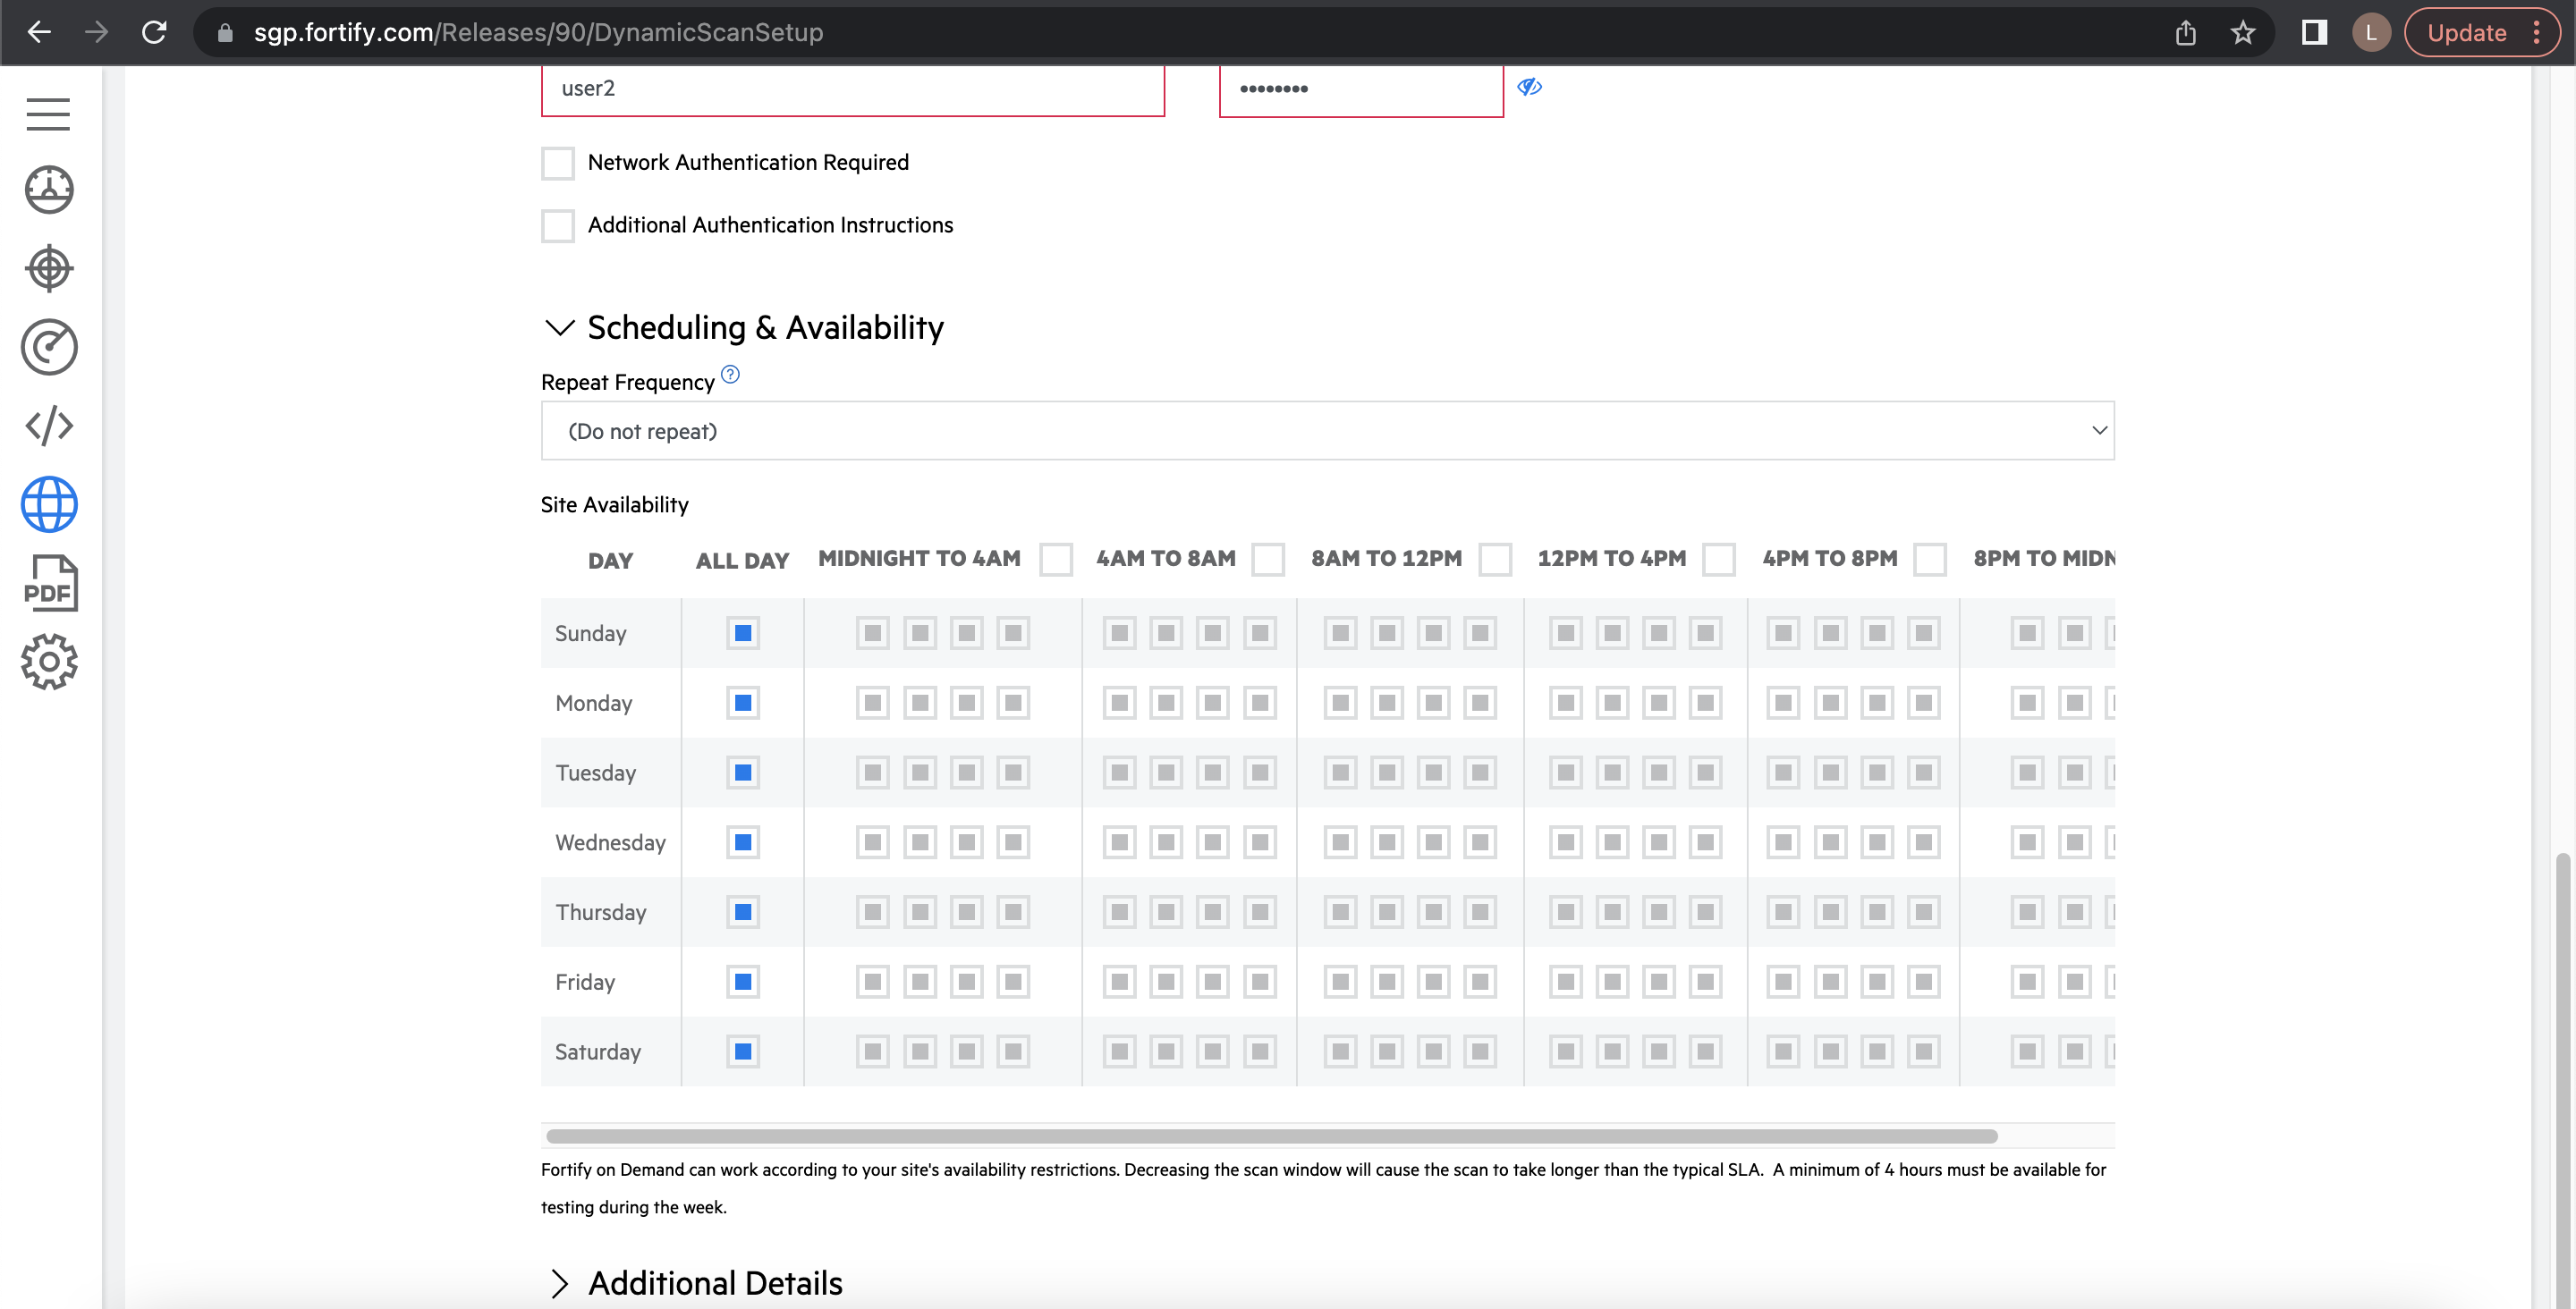 sgp.fortify.com/Releases/90/DynamicScanSetup
L
Update
user2
••••••••
Network Authentication Required
Additional Authentication Instructions
Scheduling & Availability
Repeat Frequency ?
(Do not repeat)
Site Availability
DAY ALL DAY MIDNIGHT TO 4AM 4AM TO 8AM 8AM TO 12PM 12PM TO 4PM 4PM TO 8PM 8PM TO MIDN
Sunday
Monday
Tuesday
Wednesday
Thursday
Friday
Saturday
PDF
Fortify on Demand can work according to your site's availability restrictions. Decreasing the scan window will cause the scan to take longer than the typical SLA. A minimum of 4 hours must be available for
testing during the week.
Additional Details